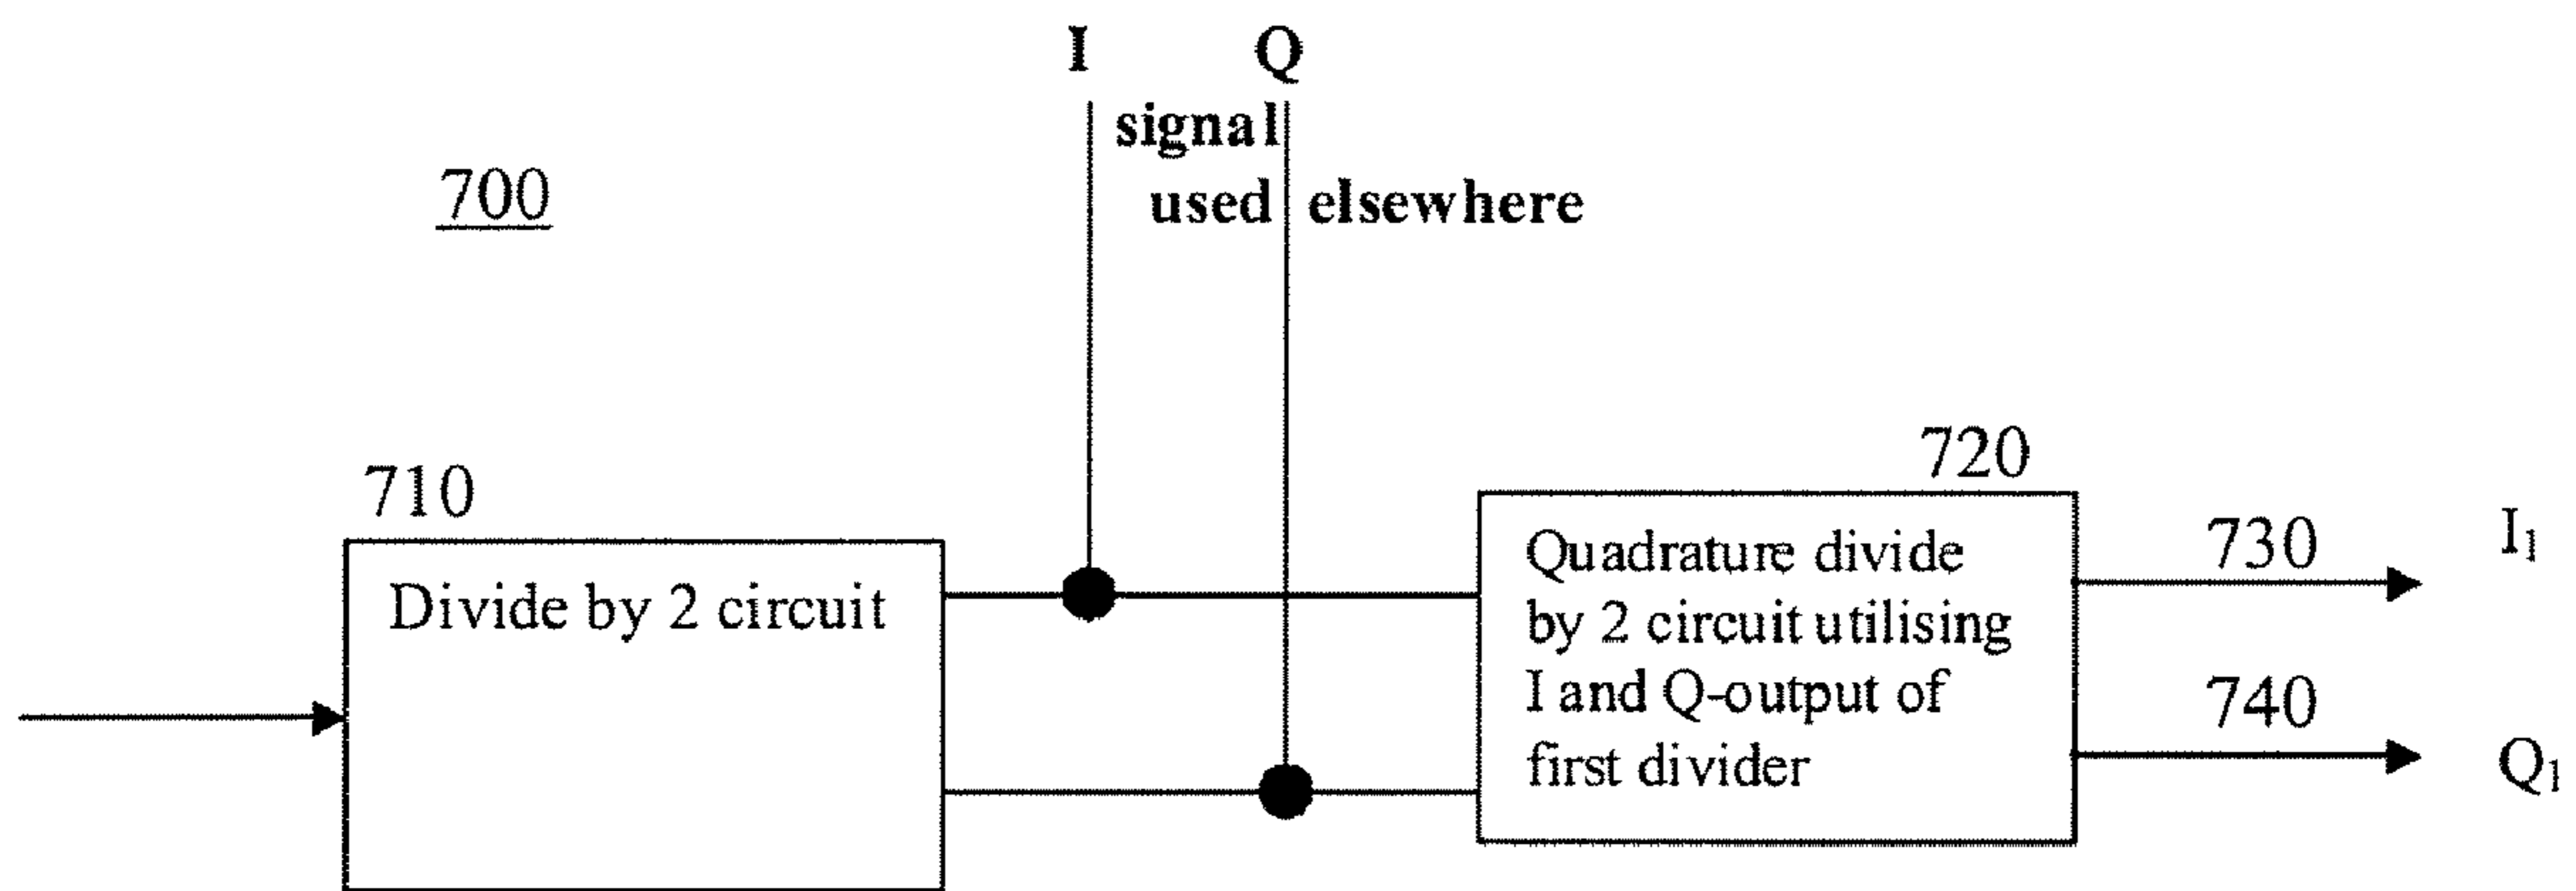 I Q
signal
used elsewhere
700
710
Divide by 2 circuit
720
Quadrature divide
by 2 circuit utilising
I and Q-output of
first divider
730
I₁
740
Q₁